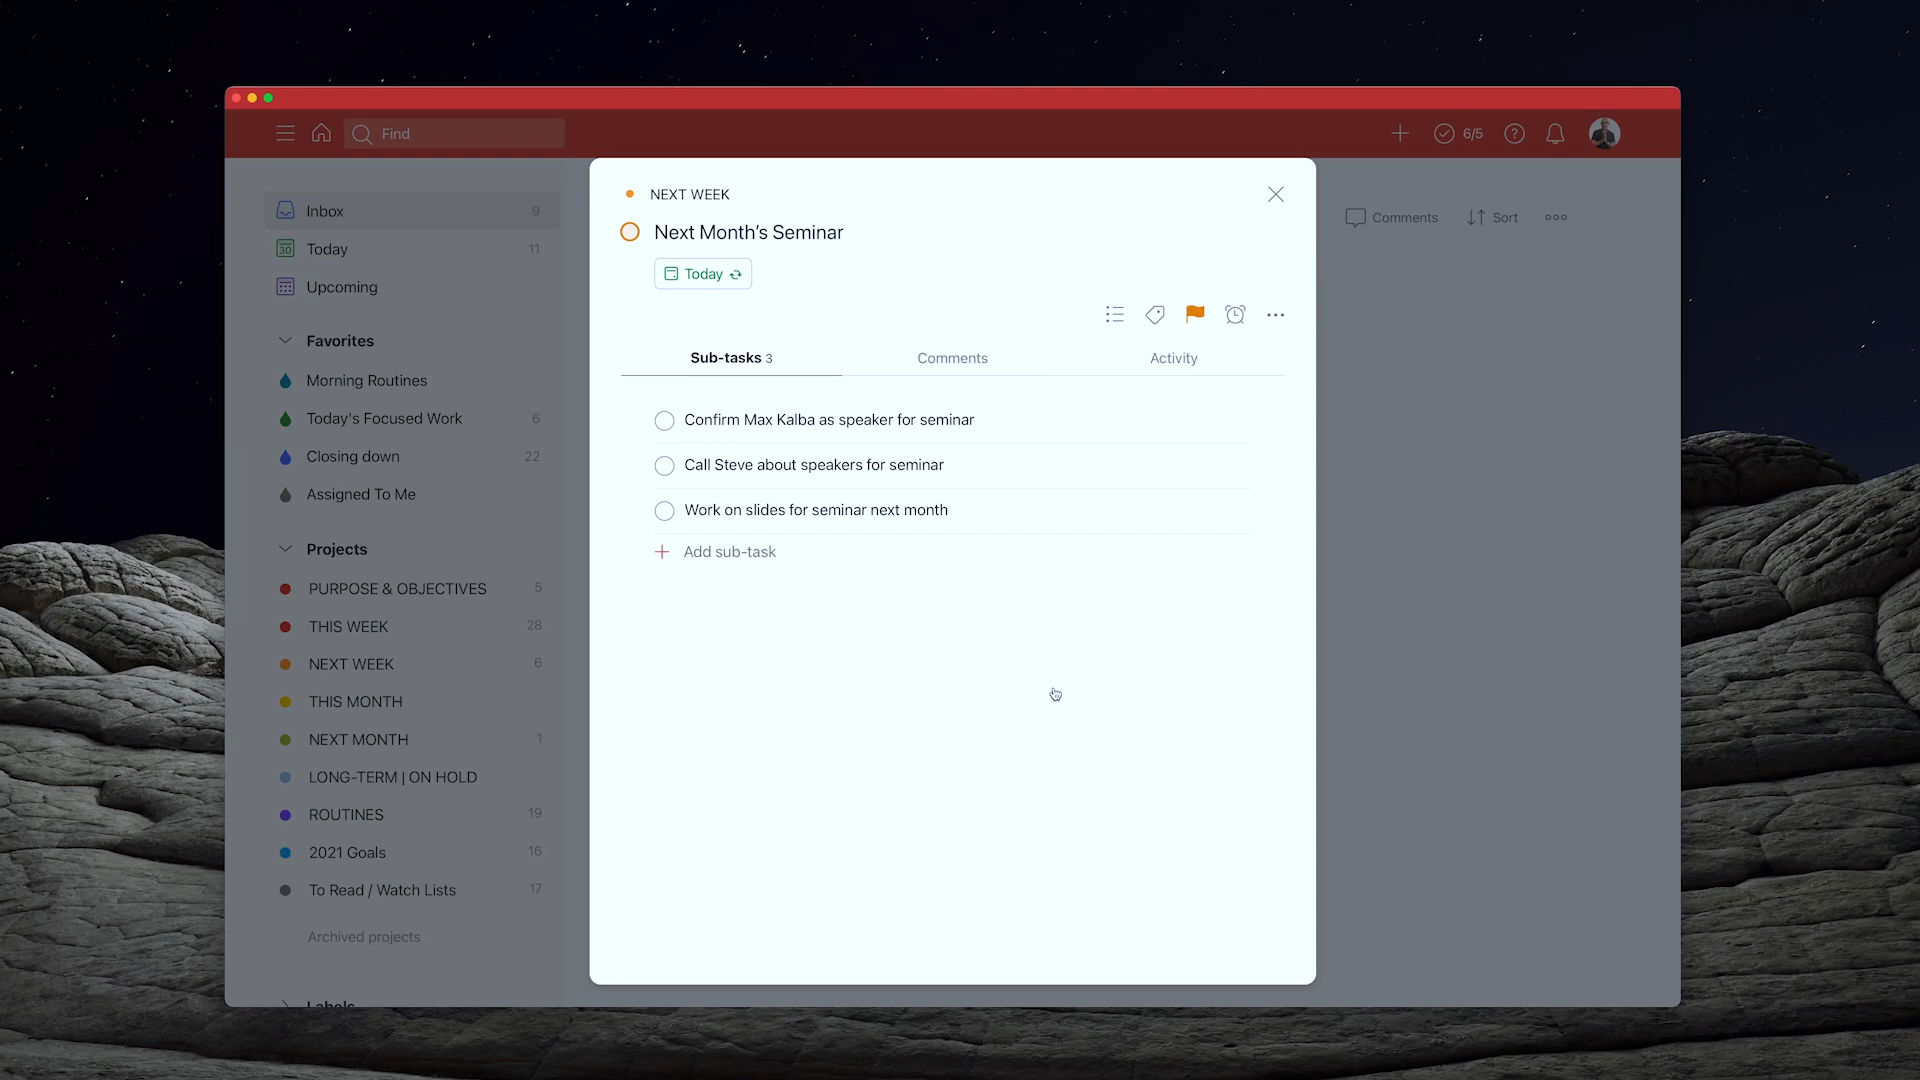 Find
6/5
Inbox 9
30 Today 11
Upcoming
Favorites
Morning Routines
Today's Focused Work 6
Closing down 22
Assigned To Me
Projects
PURPOSE & OBJECTIVES 5
THIS WEEK 28
NEXT WEEK 6
THIS MONTH
NEXT MONTH 1
LONG-TERM | ON HOLD
ROUTINES 19
2021 Goals 16
To Read / Watch Lists 17
Archived projects
Labels
NEXT WEEK
Next Month's Seminar
Today
Sub-tasks 3 Comments Activity
Confirm Max Kalba as speaker for seminar
Call Steve about speakers for seminar
Work on slides for seminar next month
Add sub-task
Comments Sort